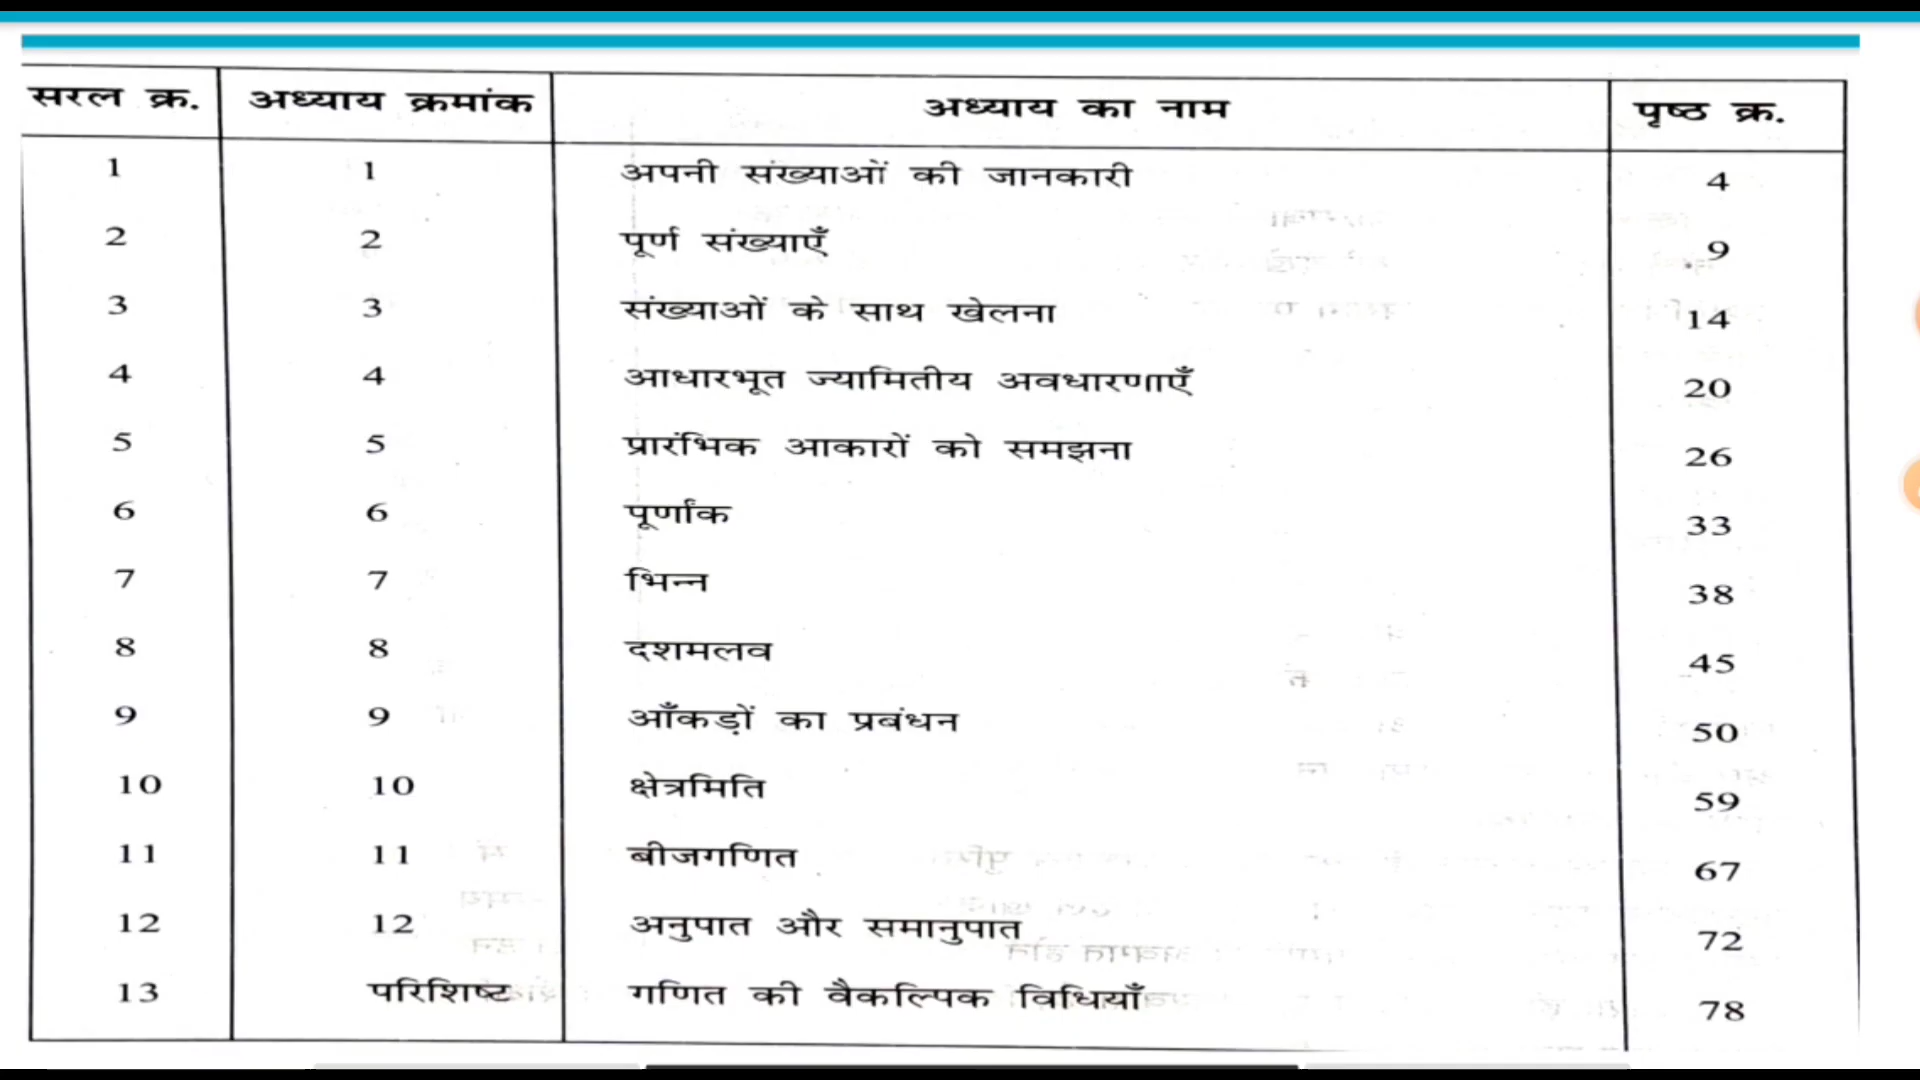 सरल क्र. अध्याय क्रमांक अध्याय का नाम पृष्ठ क्र.
1 1 अपनी संख्याओं की जानकारी 4
2 2 पूर्ण संख्याएँ 9
3 3 संख्याओं के साथ खेलना 14
4 4 आधारभूत ज्यामितीय अवधारणाएँ 20
5 5 प्रारंभिक आकारों को समझना 26
6 6 पूर्णांक 33
7 7 भिन्न 38
8 8 दशमलव 45
9 9 आँकड़ों का प्रबंधन 50
10 10 क्षेत्रमिति 59
11 11 बीजगणित 67
12 12 अनुपात और समानुपात 72
13 परिशिष्ट गणित की वैकल्पिक विधियाँ 78